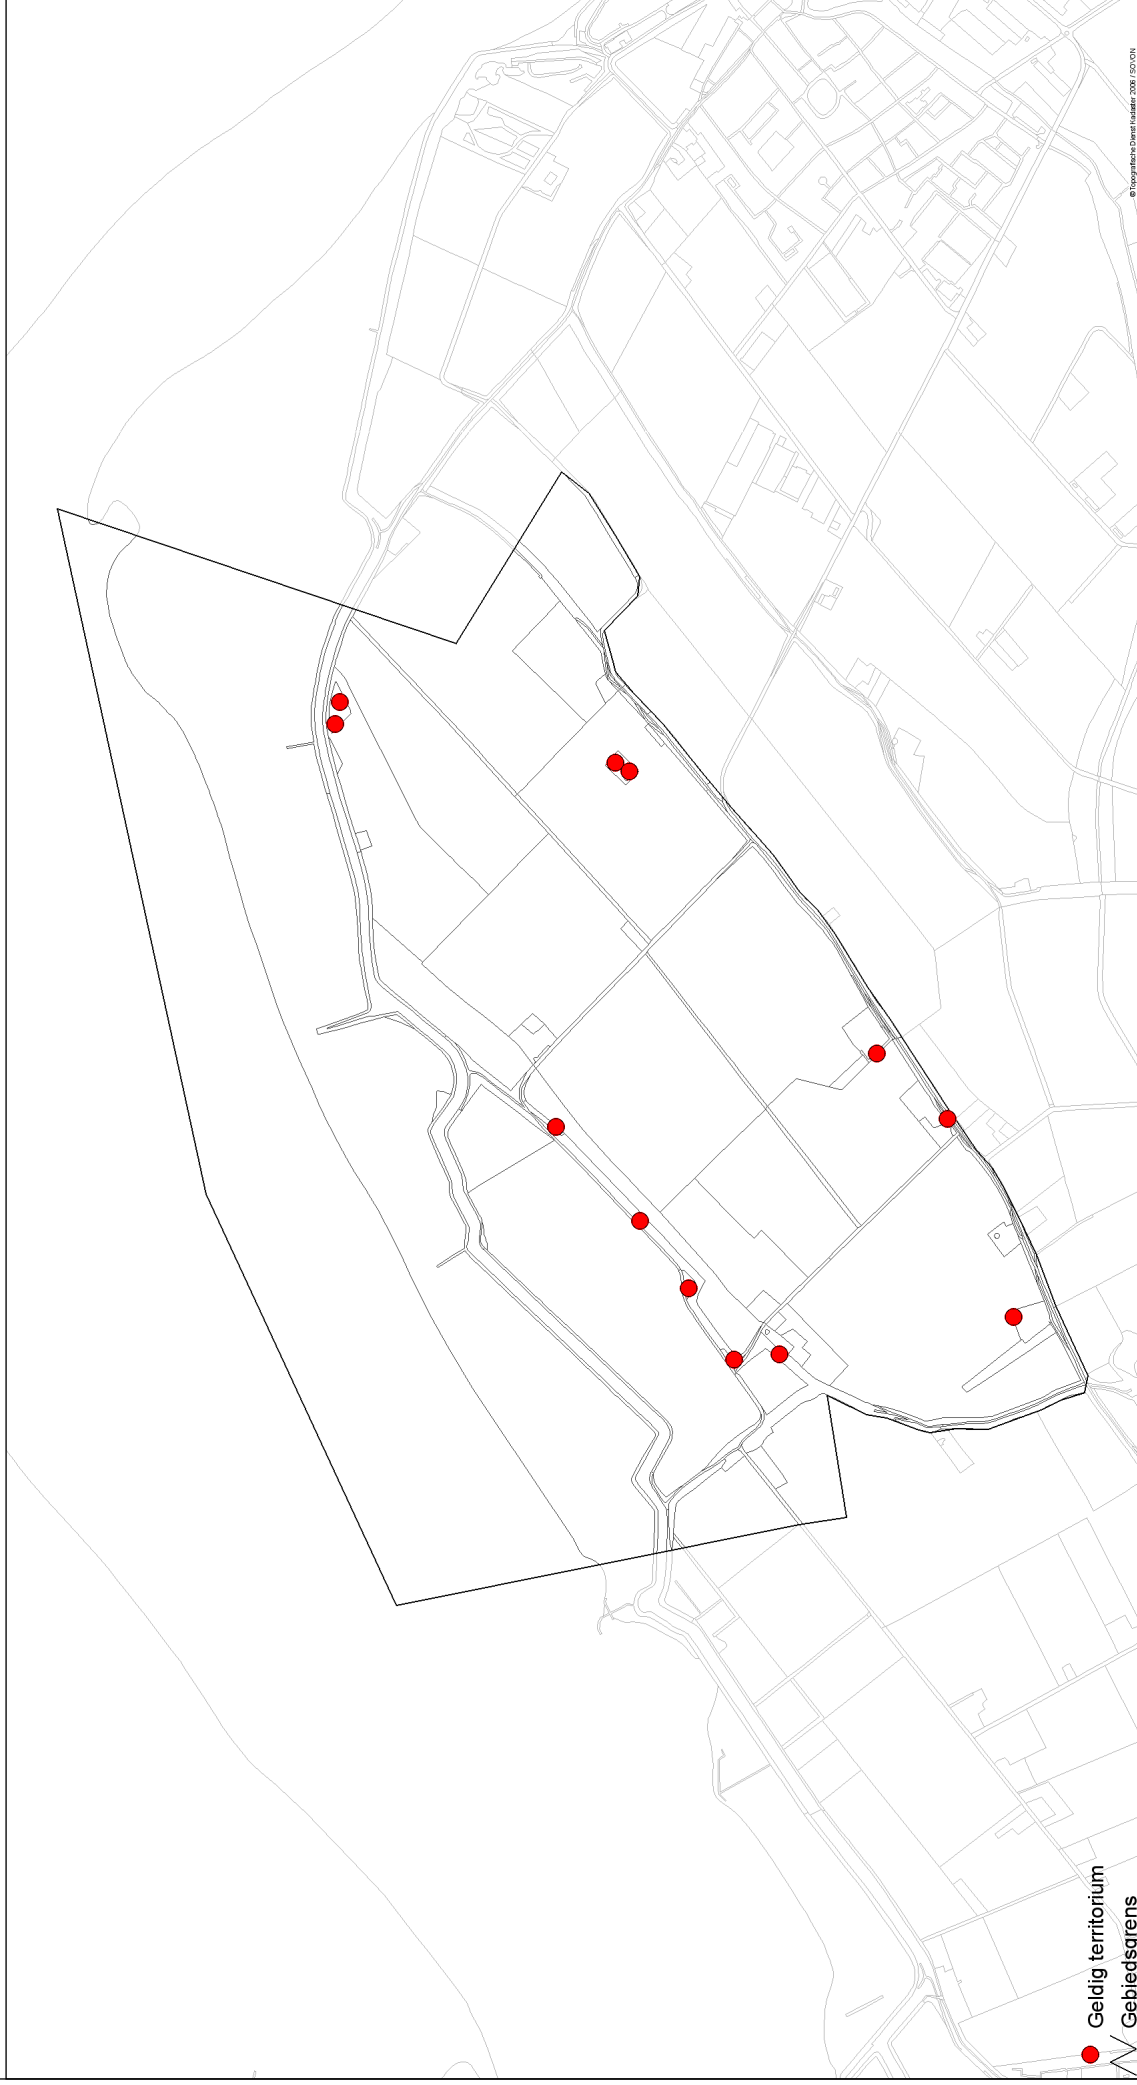 Geldig territorium
Gebiedsgrens
© Topografische Dienst Kadaster 2006 / SOVON